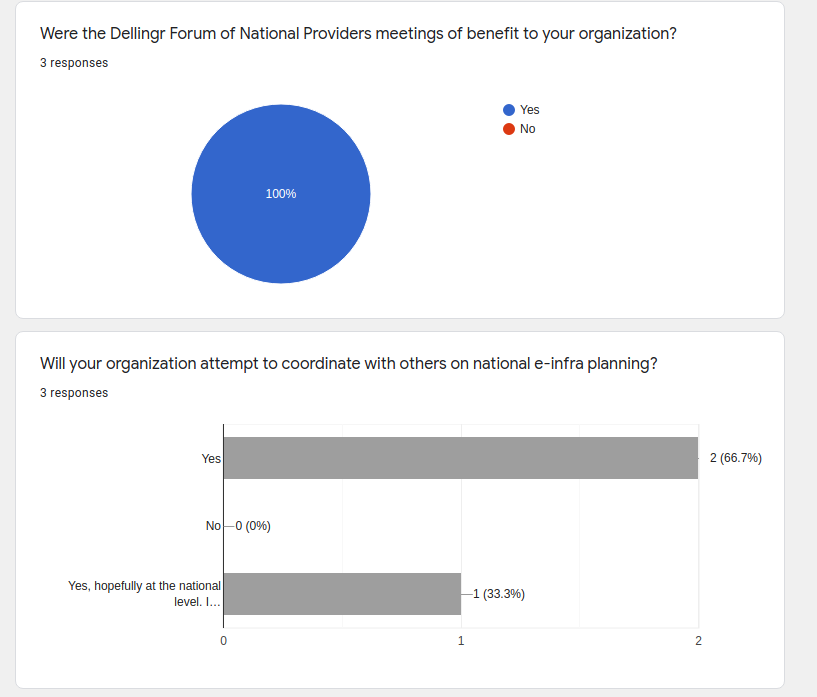 Were the Dellingr Forum of National Providers meetings of benefit to your organization?
3 responses
Yes
No
100%
Will your organization attempt to coordinate with others on national e-infra planning?
3 responses
Yes
2 (66.7%)
No
0 (0%)
Yes, hopefully at the national
level. I…
1 (33.3%)
0
1
2